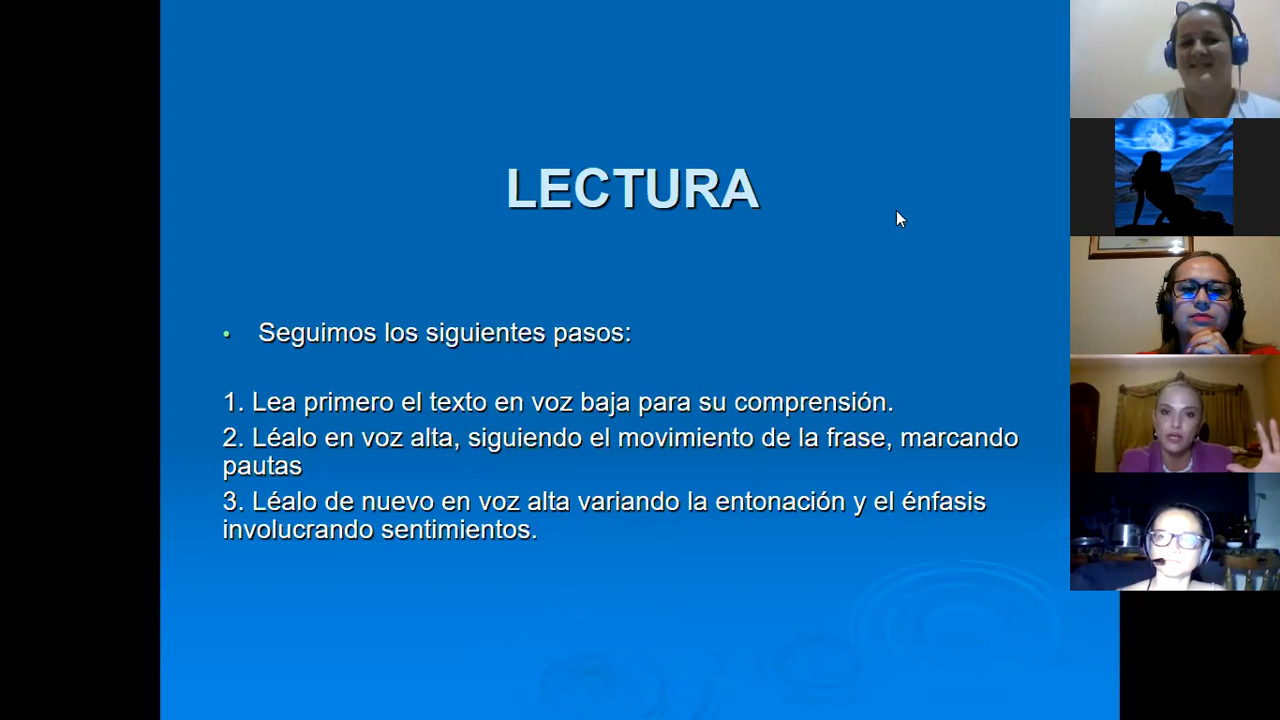 LECTURA
• Seguimos los siguientes pasos:
1. Lea primero el texto en voz baja para su comprensión.
2. Léalo en voz alta, siguiendo el movimiento de la frase, marcando
pautas
3. Léalo de nuevo en voz alta variando la entonación y el énfasis
involucrando sentimientos.